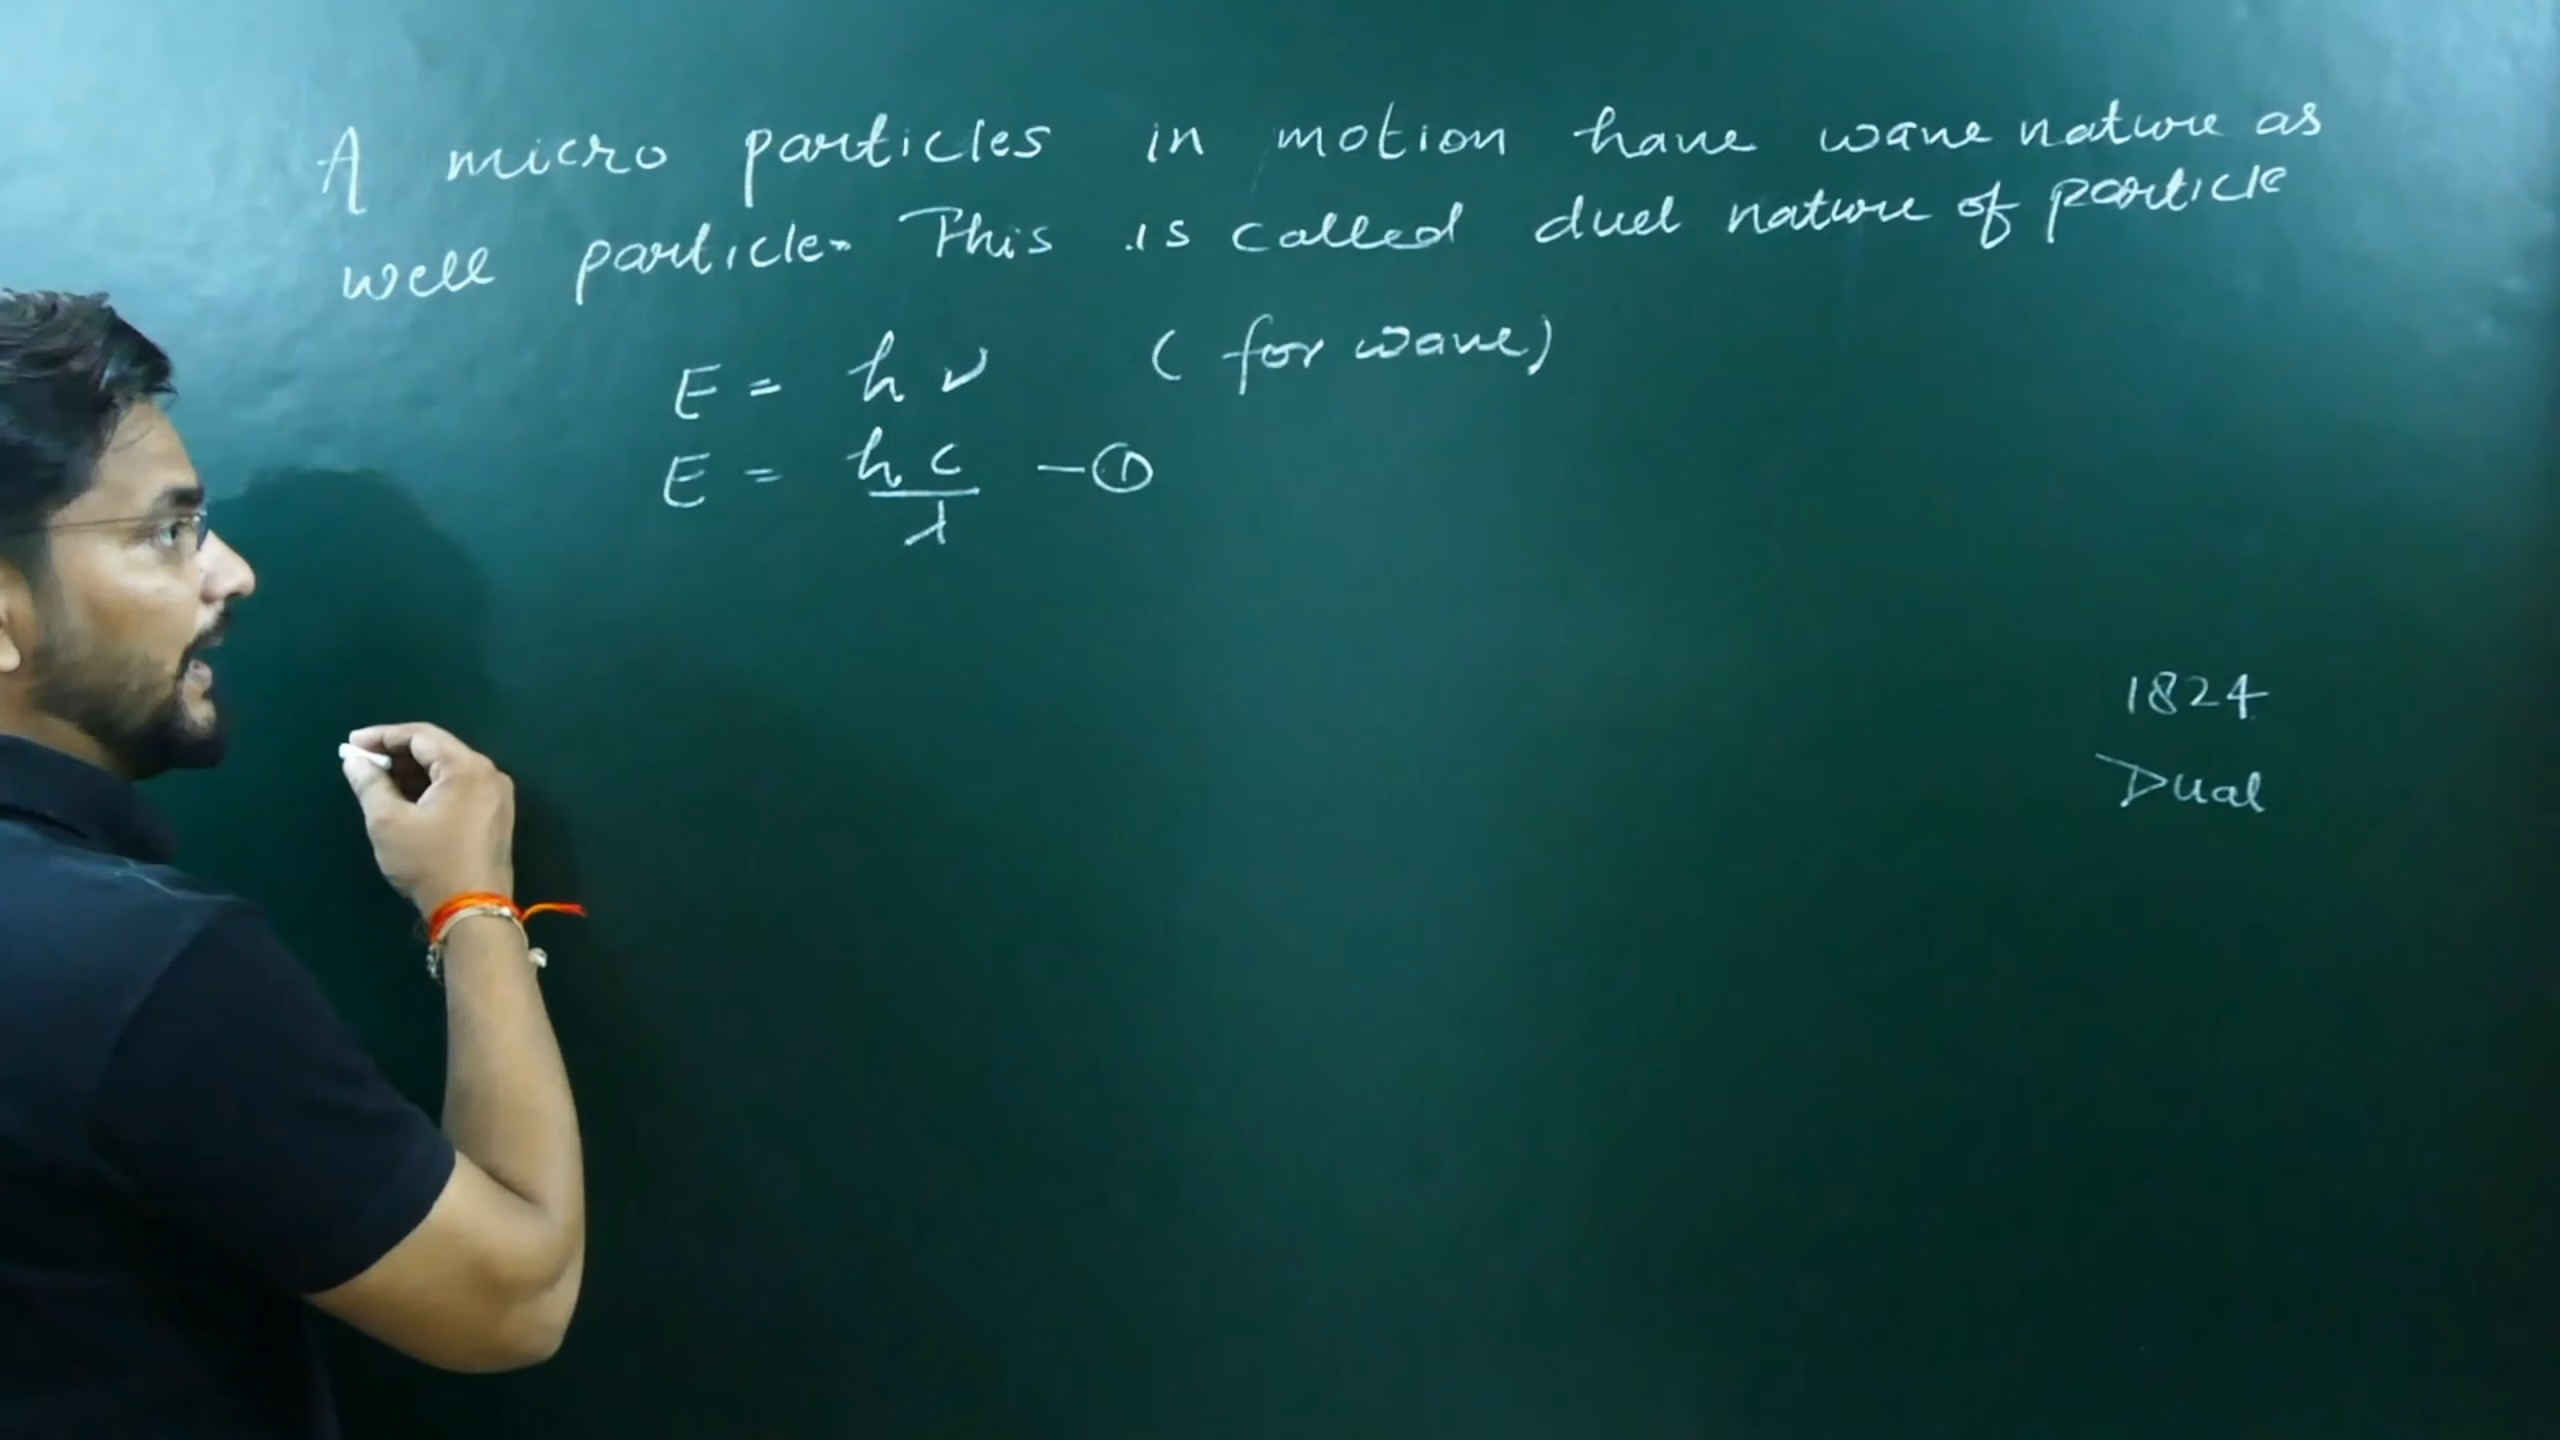 A micro particles in motion have wave nature as
well particle. This is called duel nature of particle
E = hν (for wave)
E = hc/λ -①
1824
Dual